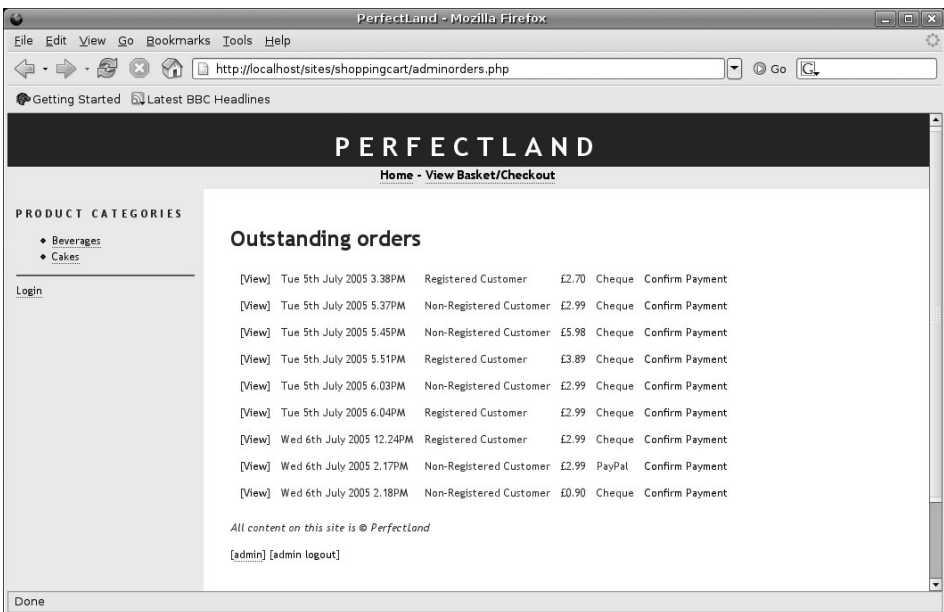 PerfectLand - Mozilla Firefox
File Edit View Go Bookmarks Tools Help
http://localhost/sites/shoppingcart/adminorders.php Go G
Getting Started Latest BBC Headlines
PERFECTLAND
Home - View Basket/Checkout
PRODUCT CATEGORIES
Beverages
Cakes
Login
Outstanding orders
[View] Tue 5th July 2005 3.38PM Registered Customer £2.70 Cheque Confirm Payment
[View] Tue 5th July 2005 5.37PM Non-Registered Customer £2.99 Cheque Confirm Payment
[View] Tue 5th July 2005 5.45PM Non-Registered Customer £5.98 Cheque Confirm Payment
[View] Tue 5th July 2005 5.51PM Registered Customer £3.89 Cheque Confirm Payment
[View] Tue 5th July 2005 6.03PM Non-Registered Customer £2.99 Cheque Confirm Payment
[View] Tue 5th July 2005 6.04PM Registered Customer £2.99 Cheque Confirm Payment
[View] Wed 6th July 2005 12.24PM Registered Customer £2.99 Cheque Confirm Payment
[View] Wed 6th July 2005 2.17PM Non-Registered Customer £2.99 PayPal Confirm Payment
[View] Wed 6th July 2005 2.18PM Non-Registered Customer £0.90 Cheque Confirm Payment
All content on this site is © PerfectLand
[admin] [admin logout]
Done